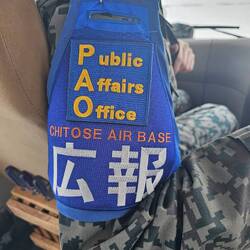 Public
Affairs
Office
CHITOSE AIR BASE
広報